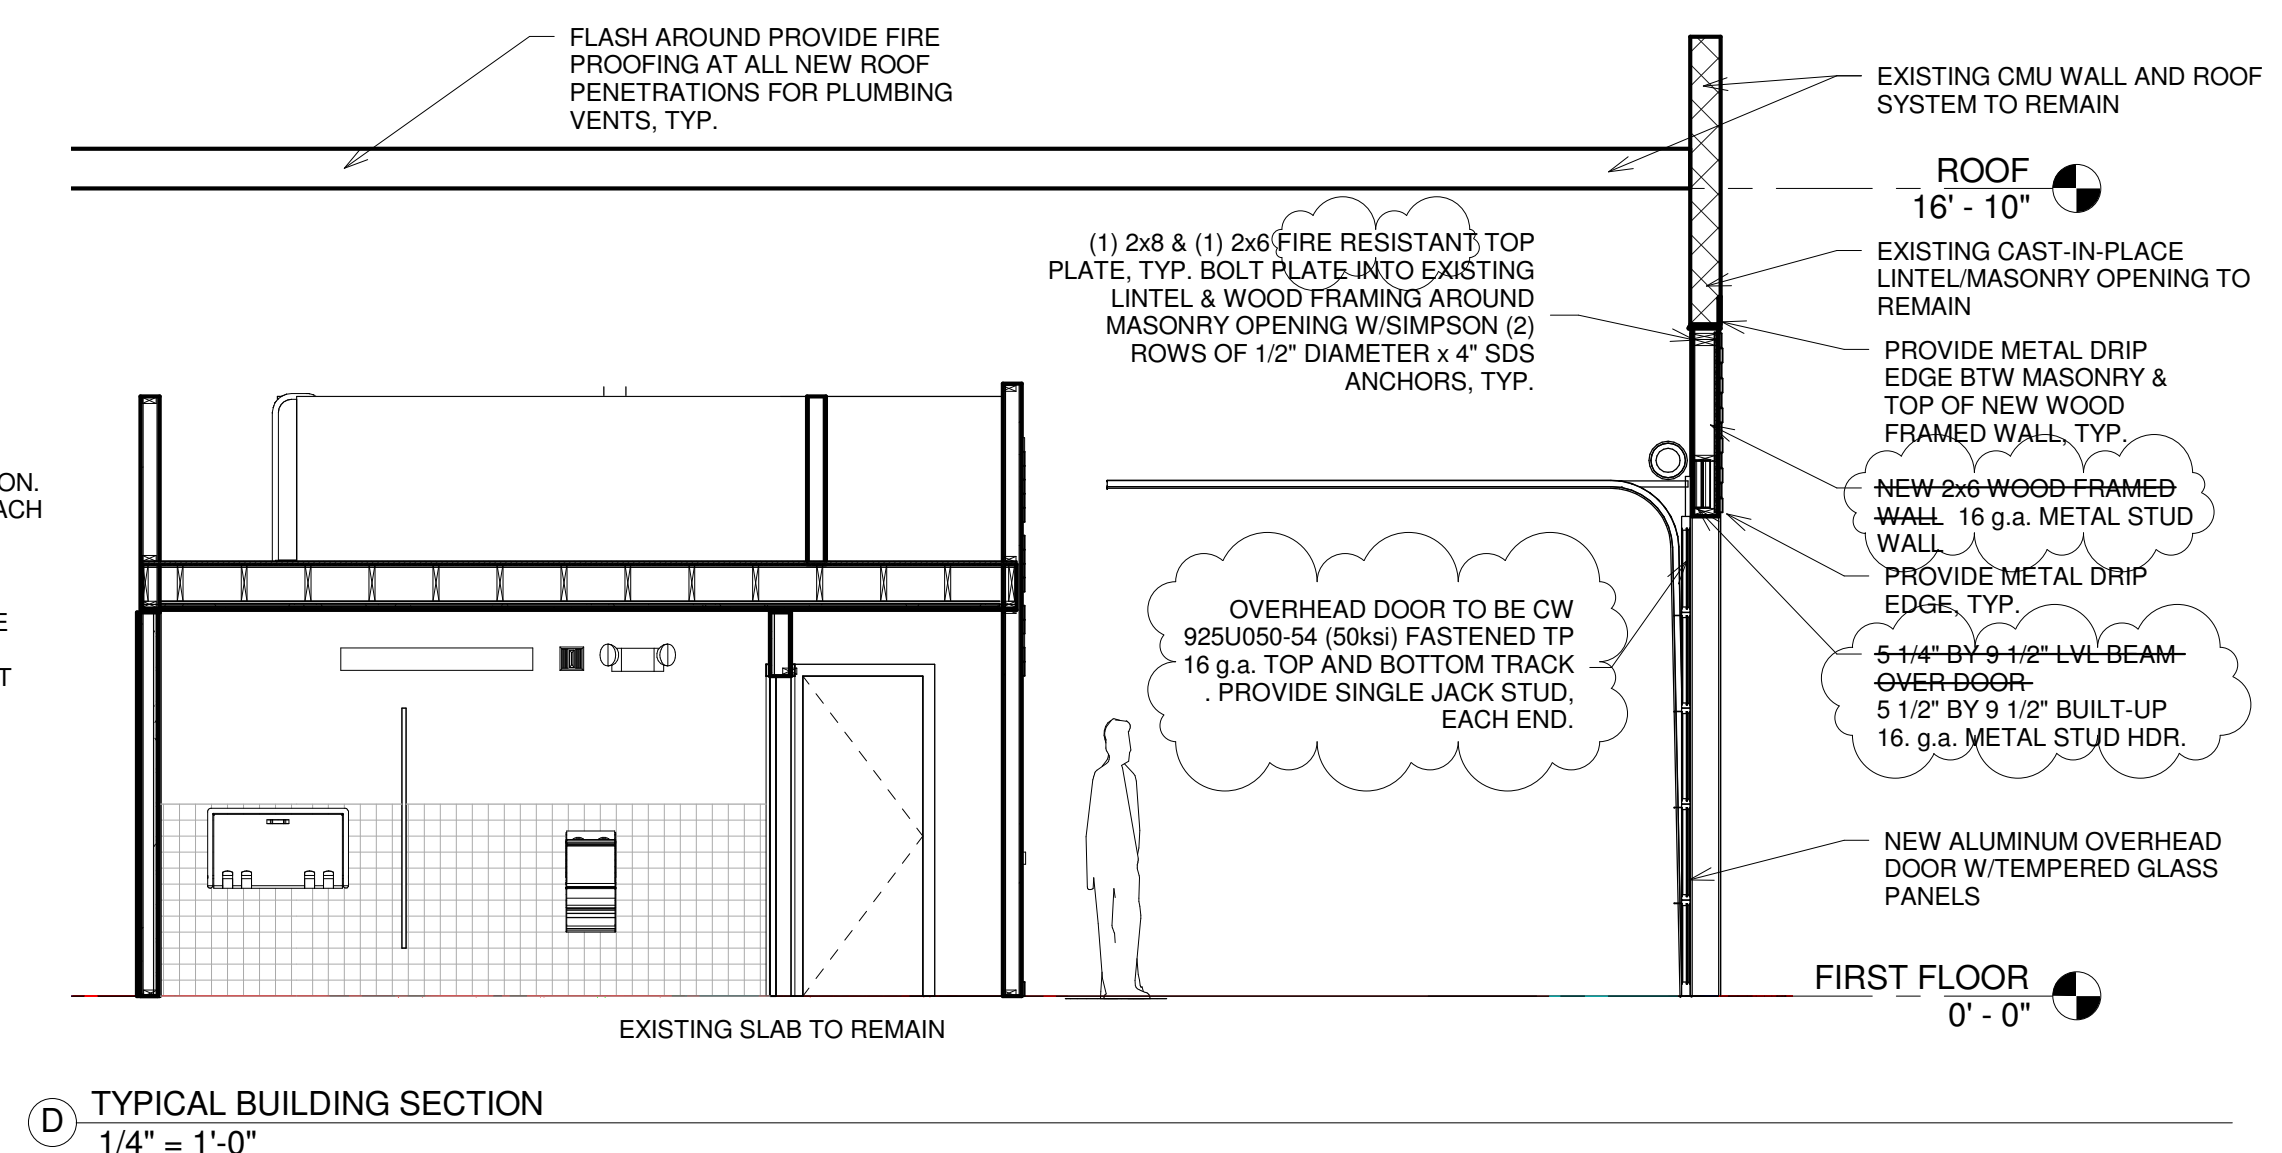 FLASH AROUND PROVIDE FIRE
PROOFING AT ALL NEW ROOF
PENETRATIONS FOR PLUMBING
VENTS, TYP.
EXISTING CMU WALL AND ROOF
SYSTEM TO REMAIN
ROOF
16' - 10"
(1) 2x8 & (1) 2x6 FIRE RESISTANT TOP
PLATE, TYP. BOLT PLATE INTO EXISTING
LINTEL & WOOD FRAMING AROUND
MASONRY OPENING W/SIMPSON (2)
ROWS OF 1/2" DIAMETER x 4" SDS
ANCHORS, TYP.
EXISTING CAST-IN-PLACE
LINTEL/MASONRY OPENING TO
REMAIN
PROVIDE METAL DRIP
EDGE BTW MASONRY &
TOP OF NEW WOOD
FRAMED WALL, TYP.
ON.
ACH
NEW 2x6 WOOD FRAMED
WALL 16 g.a. METAL STUD
WALL
PROVIDE METAL DRIP
EDGE, TYP.
E
T
OVERHEAD DOOR TO BE CW
925U050-54 (50ksi) FASTENED TP
16 g.a. TOP AND BOTTOM TRACK
. PROVIDE SINGLE JACK STUD,
EACH END.
5 1/4" BY 9 1/2" LVL BEAM
OVER DOOR
5 1/2" BY 9 1/2" BUILT-UP
16. g.a. METAL STUD HDR.
NEW ALUMINUM OVERHEAD
DOOR W/TEMPERED GLASS
PANELS
FIRST FLOOR
0' - 0"
EXISTING SLAB TO REMAIN
D
TYPICAL BUILDING SECTION
1/4" = 1'-0"